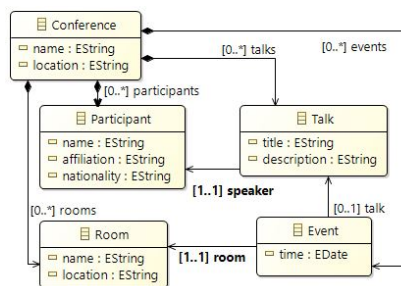 Conference
name : EString
location : EString
[0..*] talks
[0..*] events
[0..*] participants
Participant
name : EString
affiliation : EString
nationality : EString
Talk
title : EString
description : EString
[1..1] speaker
[0..*] rooms
[0..1] talk
Room
name : EString
location : EString
[1..1] room
Event
time : EDate